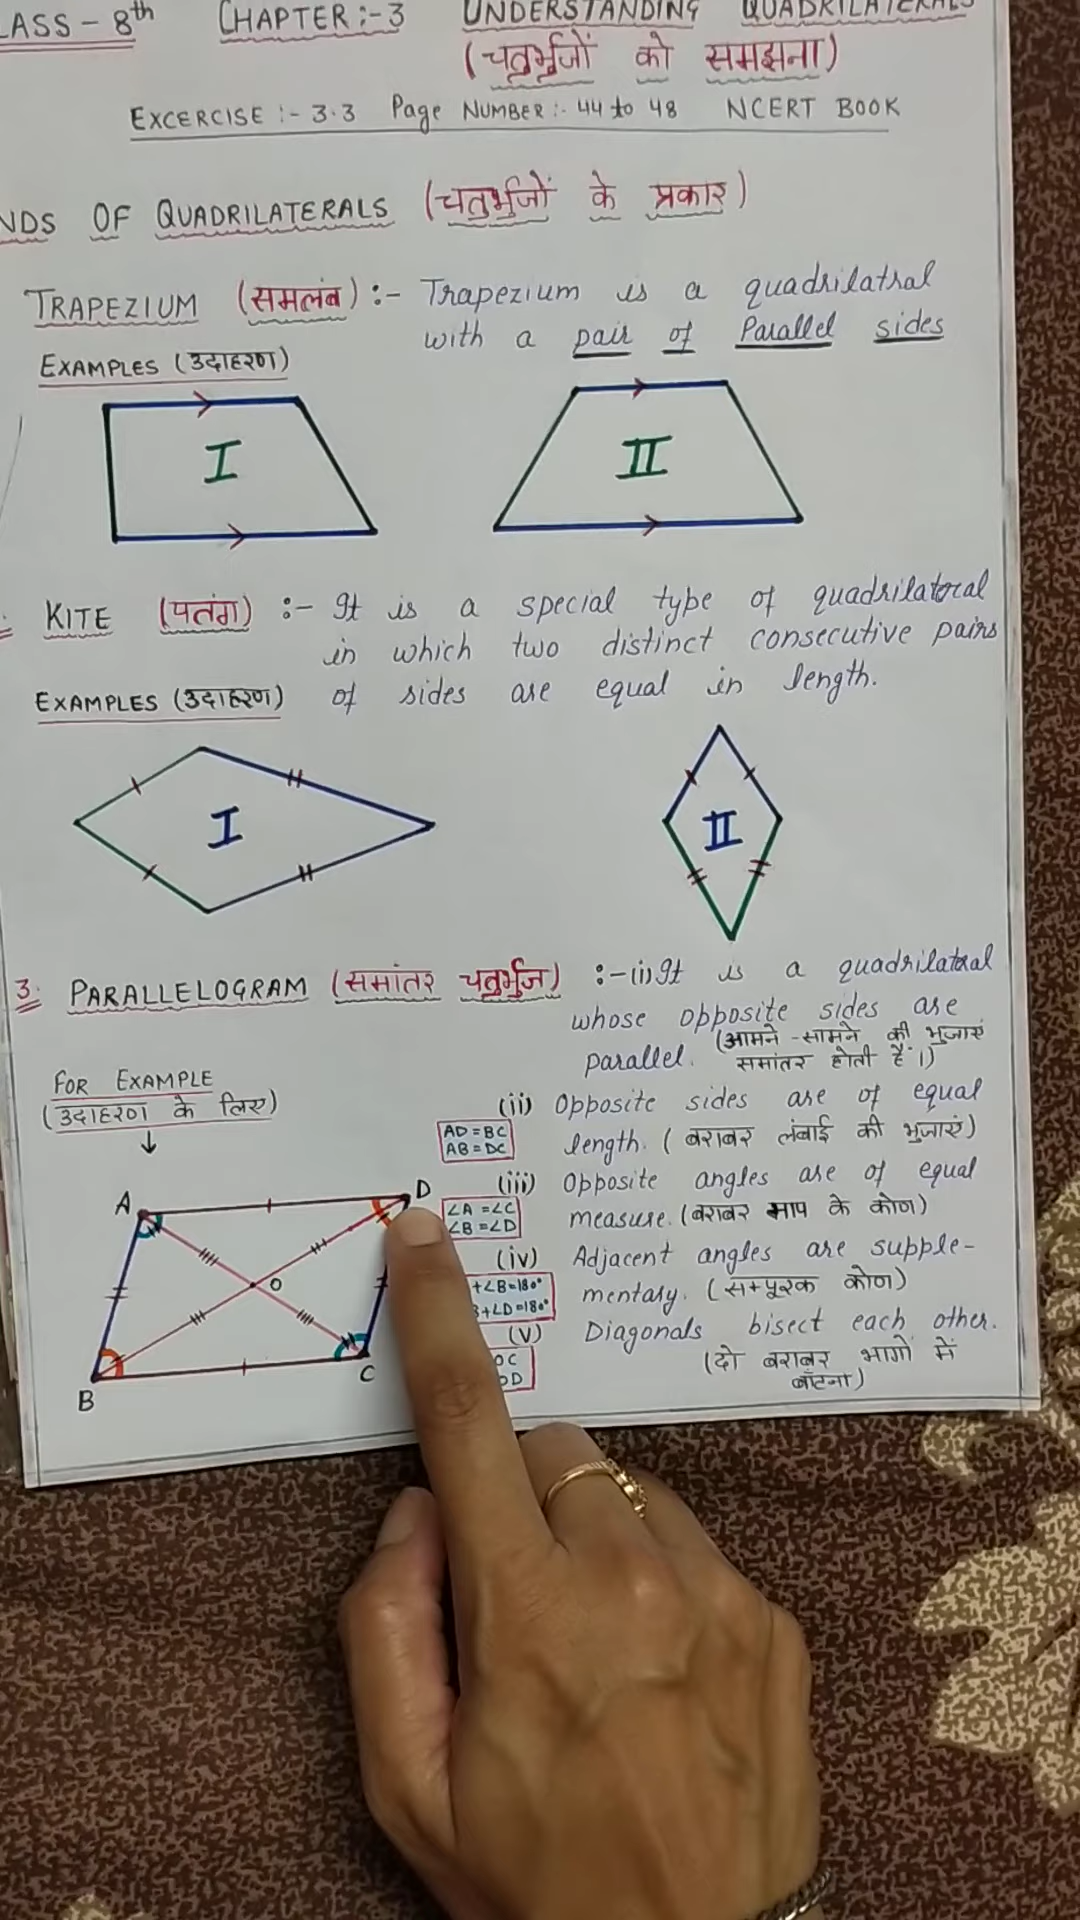 CLASS - 8th CHAPTER :- 3 UNDERSTANDING QUADRILATERALS
(चतुर्भुजों को समझना)
EXCERCISE :- 3.3 Page NUMBER :- 44 to 48 NCERT BOOK
NDS OF QUADRILATERALS (चतुर्भुजों के प्रकार)
TRAPEZIUM (समलंब) :- Trapezium is a quadrilatral
with a pair of Parallel sides
EXAMPLES (उदाहरण)
I
II
KITE (पतंग) :- It is a special type of quadrilateral
in which two distinct consecutive pairs
of sides are equal in length.
EXAMPLES (उदाहरण)
I
II
3. PARALLELOGRAM (समांतर चतुर्भुज) :- (i) It is a quadrilateral
whose opposite sides are
parallel. (आमने - सामने की भुजाएं
समांतर होती हैं।)
FOR EXAMPLE
(उदाहरण के लिए)
(ii) Opposite sides are of equal
length. (बराबर लंबाई की भुजाएं)
AD = BC
AB = DC
(iii) Opposite angles are of equal
measure. (बराबर माप के कोण)
∠A = ∠C
∠B = ∠D
(iv) Adjacent angles are supple-
mentary. (सम्पूरक कोण)
+∠B=180°
+∠D=180°
(v) Diagonals bisect each other.
(दो बराबर भागों में
बाँटना)
OC
OD
A
D
O
B
C